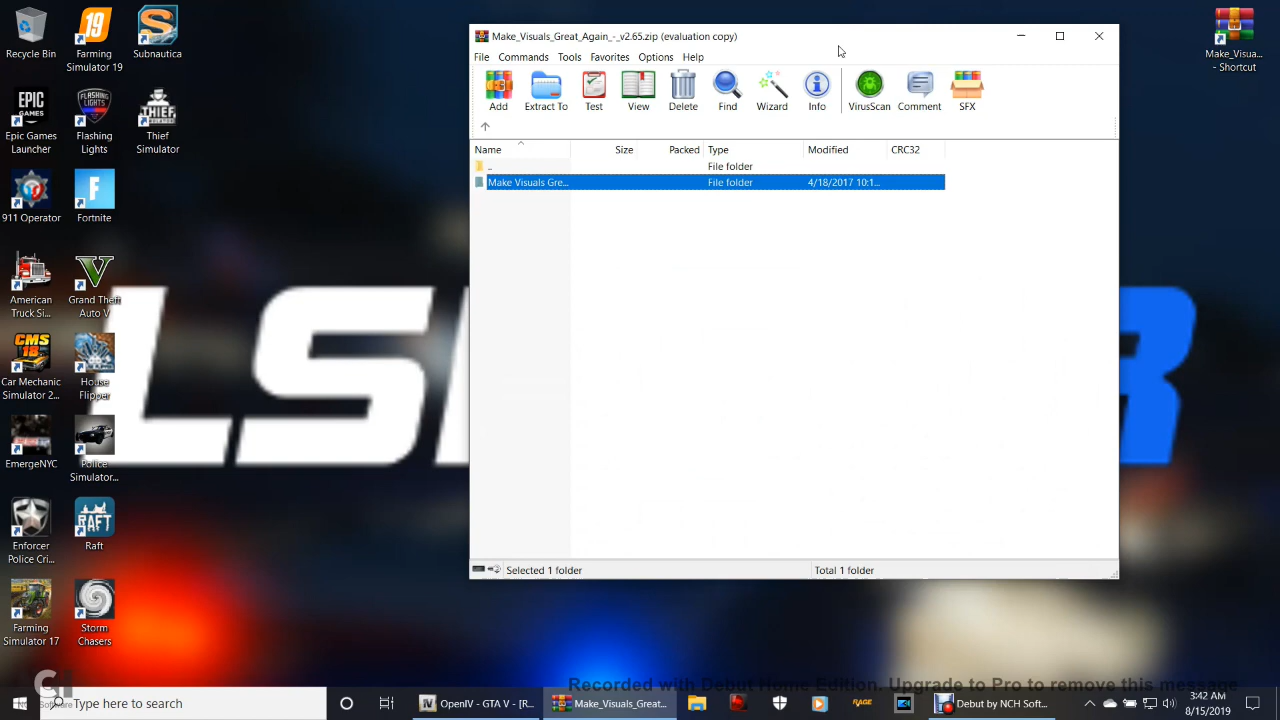 Recycle Bin
Farming
Simulator 19
Subnautica
Epic Games
Launcher
Flashing
Lights
Thief
Simulator
911 Operator
Fortnite
American
Truck Si...
Grand Theft
Auto V
Car Mechanic
Simulator 2...
House
Flipper
EmergeNYC
Police
Simulator...
Enforcer
Police Cri...
Raft
Farming
Simulator 17
Storm
Chasers
Make_Visua...
- Shortcut
Make_Visuals_Great_Again_-_v2.65.zip (evaluation copy)
File Commands Tools Favorites Options Help
Add Extract To Test View Delete Find Wizard Info VirusScan Comment SFX
Name Size Packed Type Modified CRC32
.. File folder
Make Visuals Gre... File folder 4/18/2017 10:1...
Selected 1 folder Total 1 folder
Recorded with Debut Home Edition. Upgrade to Pro to remove this message
Type here to search
OpenIV - GTA V - [R...
Make_Visuals_Great...
RAGE
Debut by NCH Soft...
3:42 AM
8/15/2019